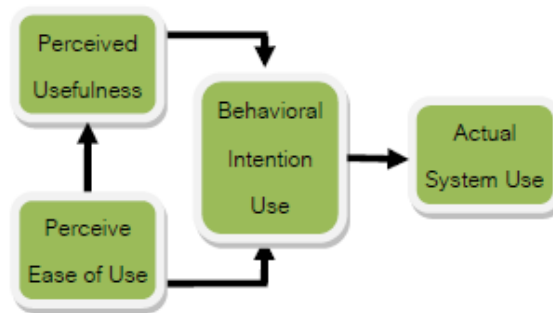 Perceived
Usefulness
Behavioral
Intention
Use
Actual
System Use
Perceive
Ease of Use